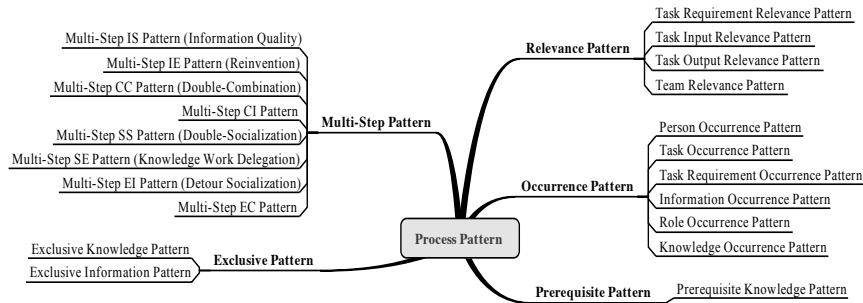 Multi-Step IS Pattern (Information Quality)
Multi-Step IE Pattern (Reinvention)
Multi-Step CC Pattern (Double-Combination)
Multi-Step CI Pattern
Multi-Step SS Pattern (Double-Socialization)
Multi-Step SE Pattern (Knowledge Work Delegation)
Multi-Step EI Pattern (Detour Socialization)
Multi-Step EC Pattern
Multi-Step Pattern
Exclusive Knowledge Pattern
Exclusive Information Pattern
Exclusive Pattern
Process Pattern
Relevance Pattern
Task Requirement Relevance Pattern
Task Input Relevance Pattern
Task Output Relevance Pattern
Team Relevance Pattern
Occurrence Pattern
Person Occurrence Pattern
Task Occurrence Pattern
Task Requirement Occurrence Pattern
Information Occurrence Pattern
Role Occurrence Pattern
Knowledge Occurrence Pattern
Prerequisite Pattern
Prerequisite Knowledge Pattern